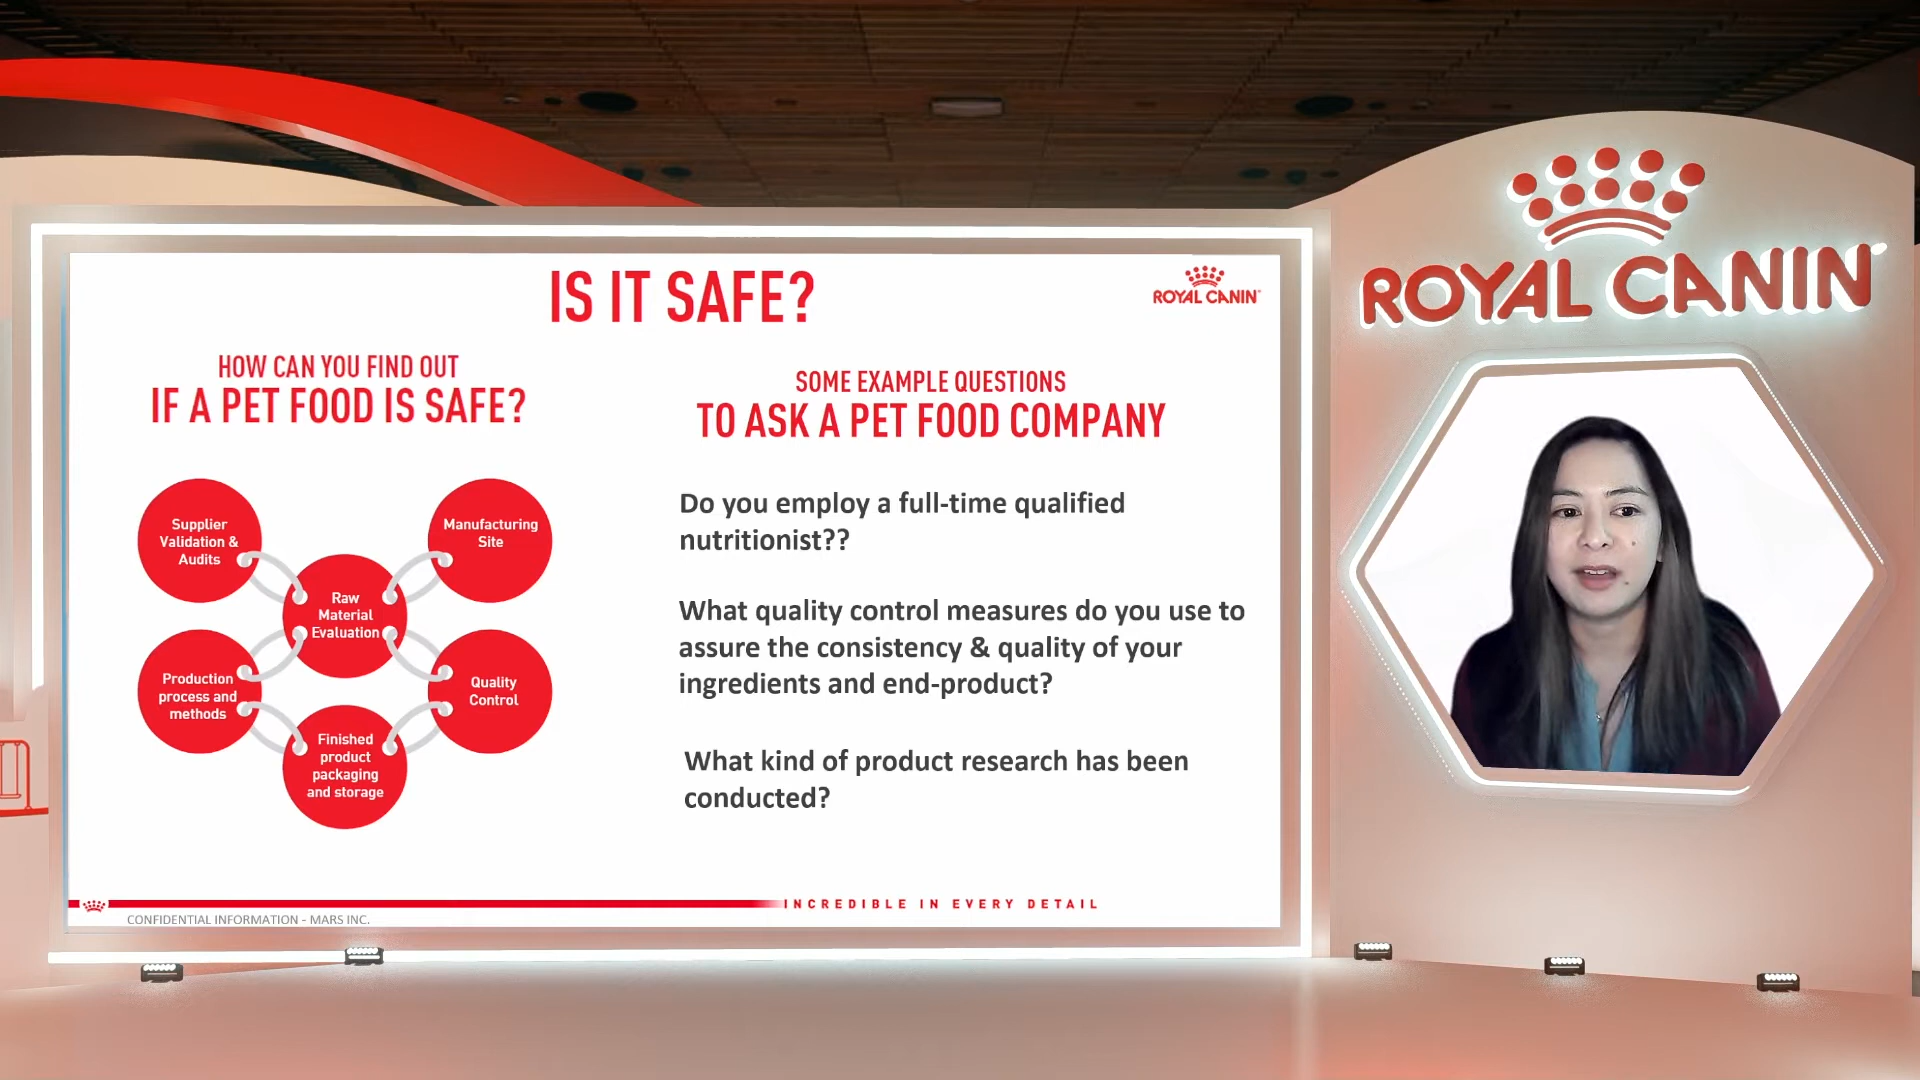 IS IT SAFE?
ROYAL CANIN
HOW CAN YOU FIND OUT
IF A PET FOOD IS SAFE?
Supplier
Validation &
Audits
Manufacturing
Site
Raw
Material
Evaluation
Production
process and
methods
Quality
Control
Finished
product
packaging
and storage
SOME EXAMPLE QUESTIONS
TO ASK A PET FOOD COMPANY
Do you employ a full-time qualified
nutritionist??
What quality control measures do you use to
assure the consistency & quality of your
ingredients and end-product?
What kind of product research has been
conducted?
INCREDIBLE IN EVERY DETAIL
CONFIDENTIAL INFORMATION - MARS INC.
ROYAL CANIN